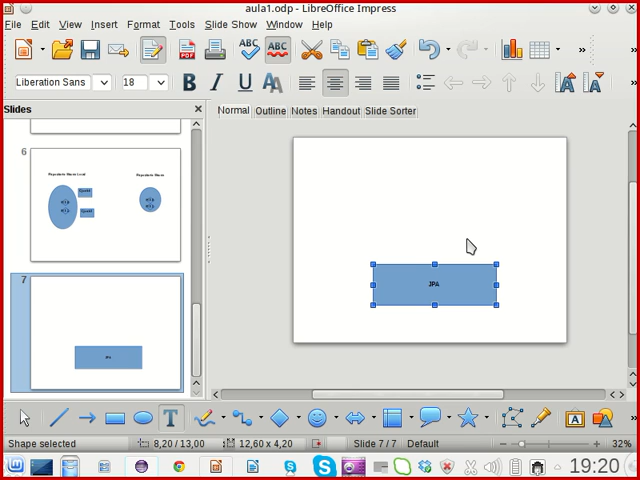 aula1.odp - LibreOffice Impress
File Edit View Insert Format Tools Slide Show Window Help
Liberation Sans 18
Slides
Normal Outline Notes Handout Slide Sorter
6
7
JPA
Shape selected 8,20 / 13,00 12,60 x 4,20 Slide 7 / 7 Default 32%
19:20